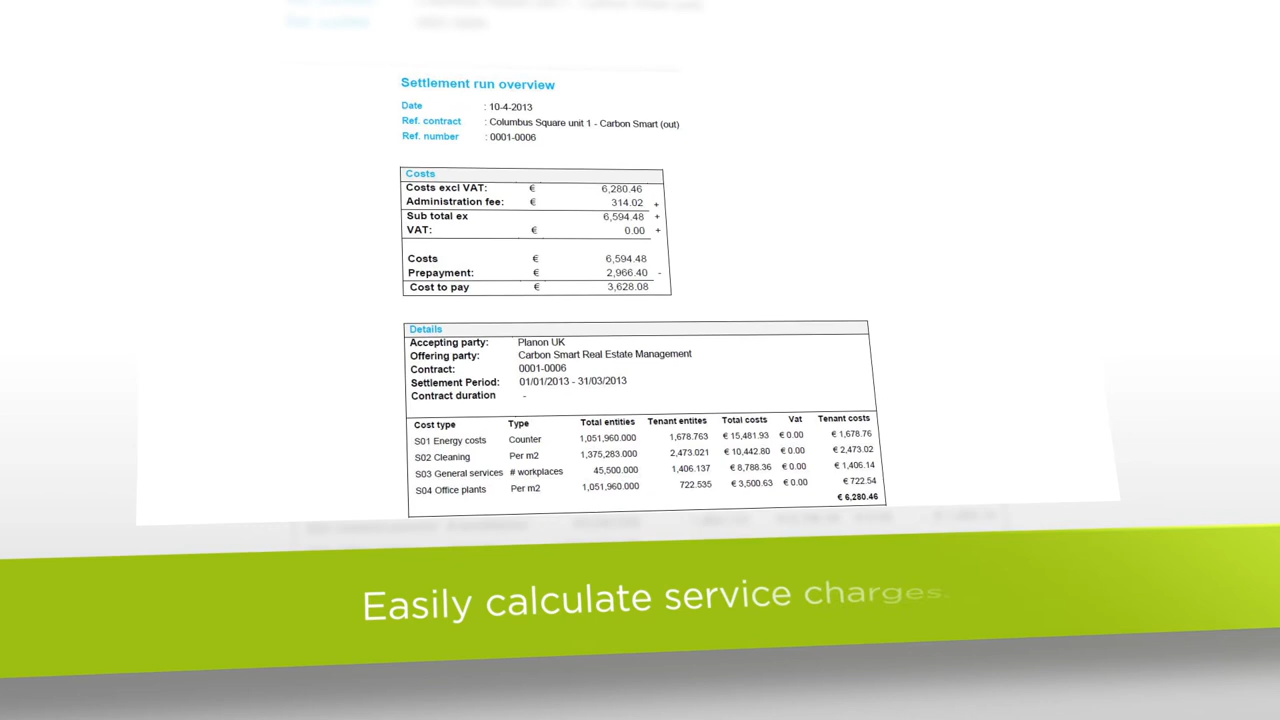 Settlement run overview
Date : 10-4-2013
Ref. contract : Columbus Square unit 1 - Carbon Smart (out)
Ref. number : 0001-0006
Costs
Costs excl VAT: € 6,280.46
Administration fee: € 314.02 +
Sub total ex 6,594.48 +
VAT: € 0.00 +
Costs € 6,594.48
Prepayment: € 2,966.40 -
Cost to pay € 3,628.08
Details
Accepting party: Planon UK
Offering party: Carbon Smart Real Estate Management
Contract: 0001-0006
Settlement Period: 01/01/2013 - 31/03/2013
Contract duration -
Cost type Type Total entities Tenant entites Total costs Vat Tenant costs
S01 Energy costs Counter 1,051,960.000 1,678.763 € 15,481.93 € 0.00 € 1,678.76
S02 Cleaning Per m2 1,375,283.000 2,473.021 € 10,442.80 € 0.00 € 2,473.02
S03 General services # workplaces 45,500.000 1,406.137 € 8,788.36 € 0.00 € 1,406.14
S04 Office plants Per m2 1,051,960.000 722.535 € 3,500.63 € 0.00 € 722.54
€ 6,280.46
Easily calculate service charges.